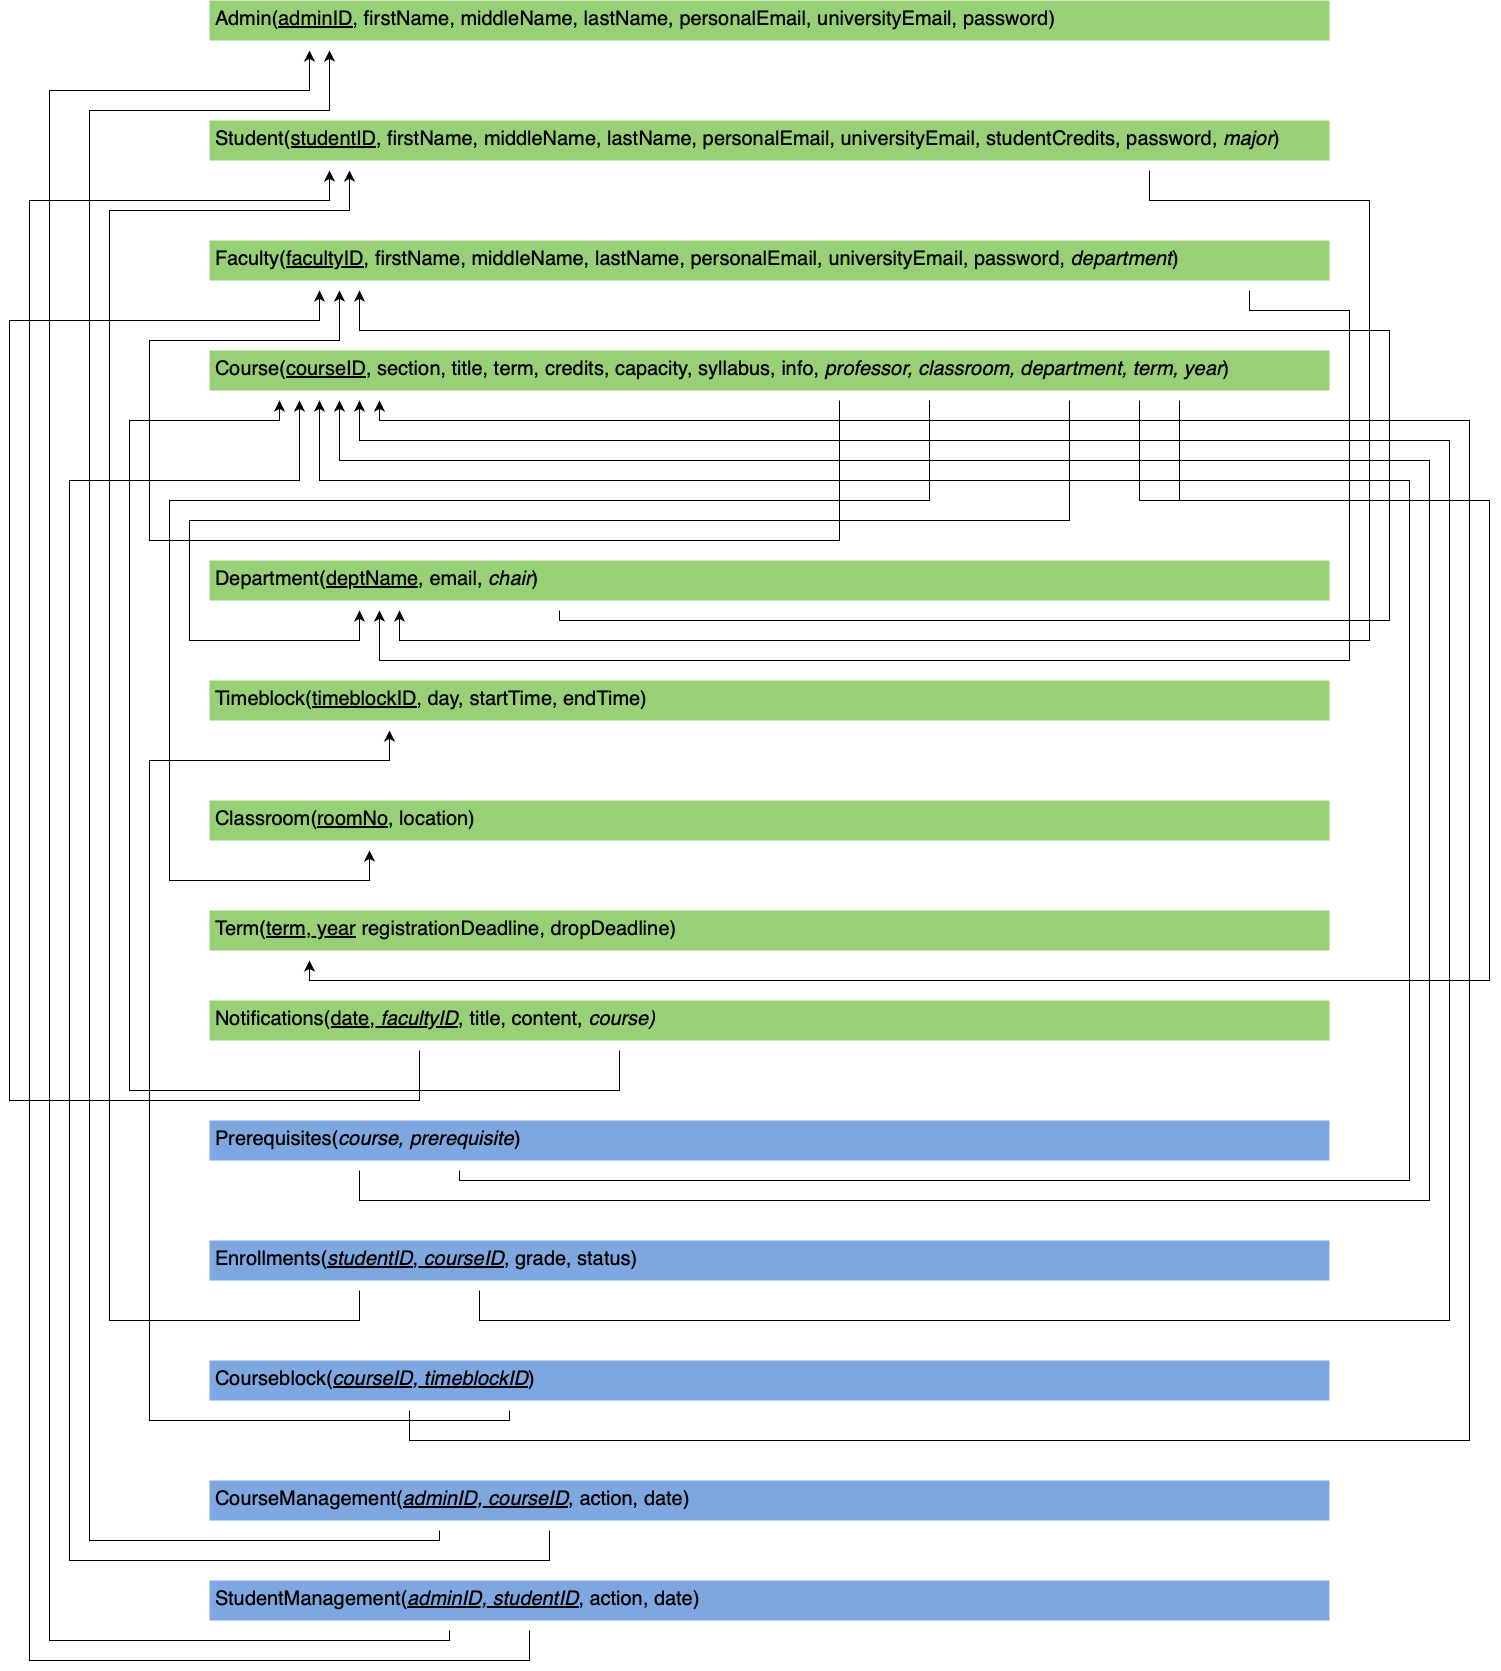 Admin(adminID, firstName, middleName, lastName, personalEmail, universityEmail, password)
Student(studentID, firstName, middleName, lastName, personalEmail, universityEmail, studentCredits, password, major)
Faculty(facultyID, firstName, middleName, lastName, personalEmail, universityEmail, password, department)
Course(courseID, section, title, term, credits, capacity, syllabus, info, professor, classroom, department, term, year)
Department(deptName, email, chair)
Timeblock(timeblockID, day, startTime, endTime)
Classroom(roomNo, location)
Term(term, year registrationDeadline, dropDeadline)
Notifications(date, facultyID, title, content, course)
Prerequisites(course, prerequisite)
Enrollments(studentID, courseID, grade, status)
Courseblock(courseID, timeblockID)
CourseManagement(adminID, courseID, action, date)
StudentManagement(adminID, studentID, action, date)